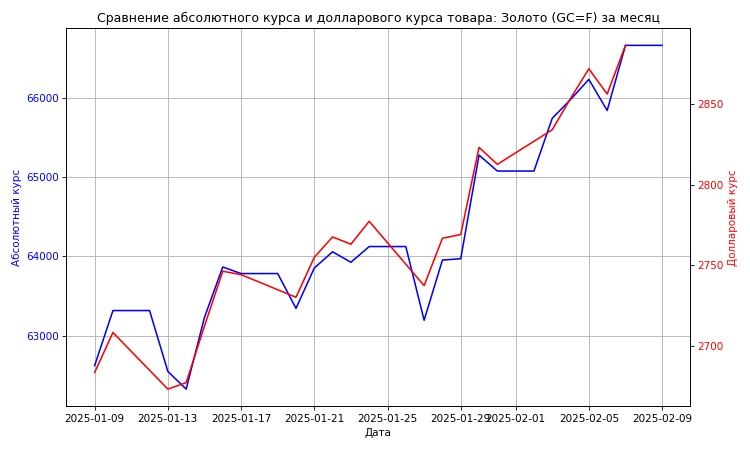 Сравнение абсолютного курса и долларового курса товара: Золото (GC=F) за месяц
66000
65000
64000
63000
Абсолютный курс
2850
2800
2750
2700
Долларовый курс
2025-01-09 2025-01-13 2025-01-17 2025-01-21 2025-01-25 2025-01-29 2025-02-01 2025-02-05 2025-02-09
Дата